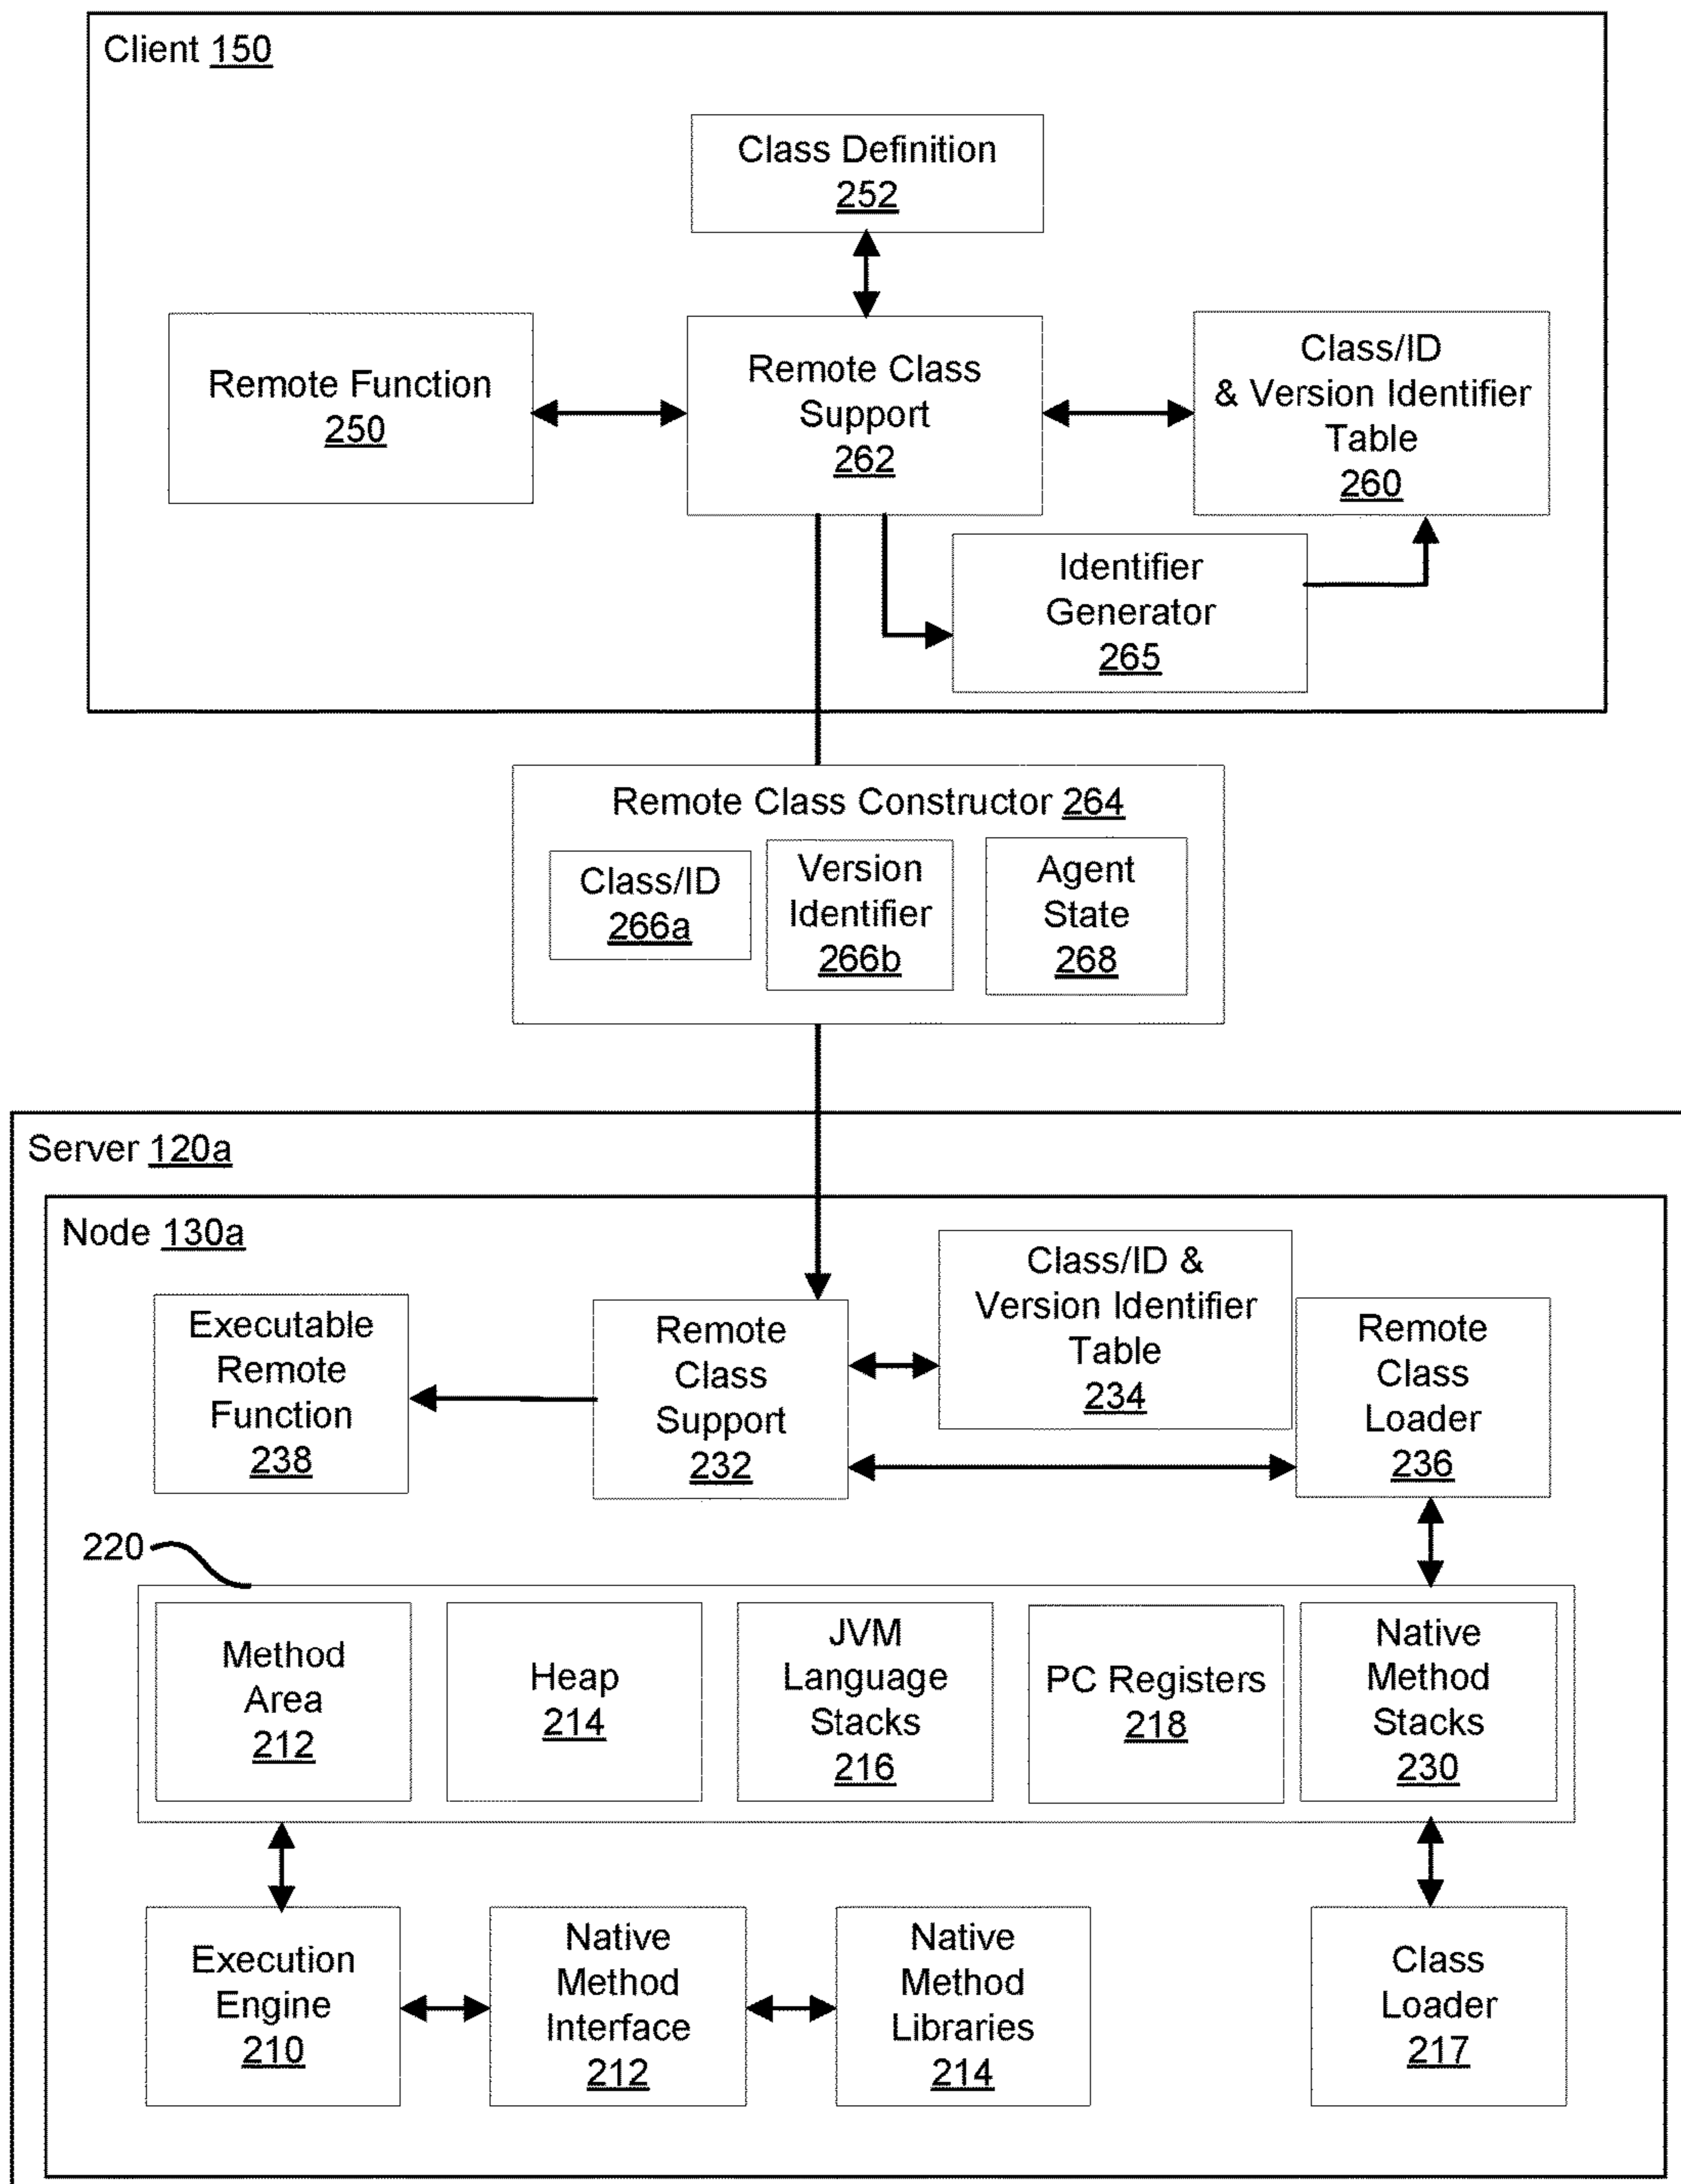 Client 150
Class Definition
252
Remote Function
250
Remote Class
Support
262
Class/ID
& Version Identifier
Table
260
Identifier
Generator
265
Remote Class Constructor 264
Class/ID
266a
Version
Identifier
266b
Agent
State
268
Server 120a
Node 130a
Executable
Remote
Function
238
Remote
Class
Support
232
Class/ID &
Version Identifier
Table
234
Remote
Class
Loader
236
220
Method
Area
212
Heap
214
JVM
Language
Stacks
216
PC Registers
218
Native
Method
Stacks
230
Execution
Engine
210
Native
Method
Interface
212
Native
Method
Libraries
214
Class
Loader
217